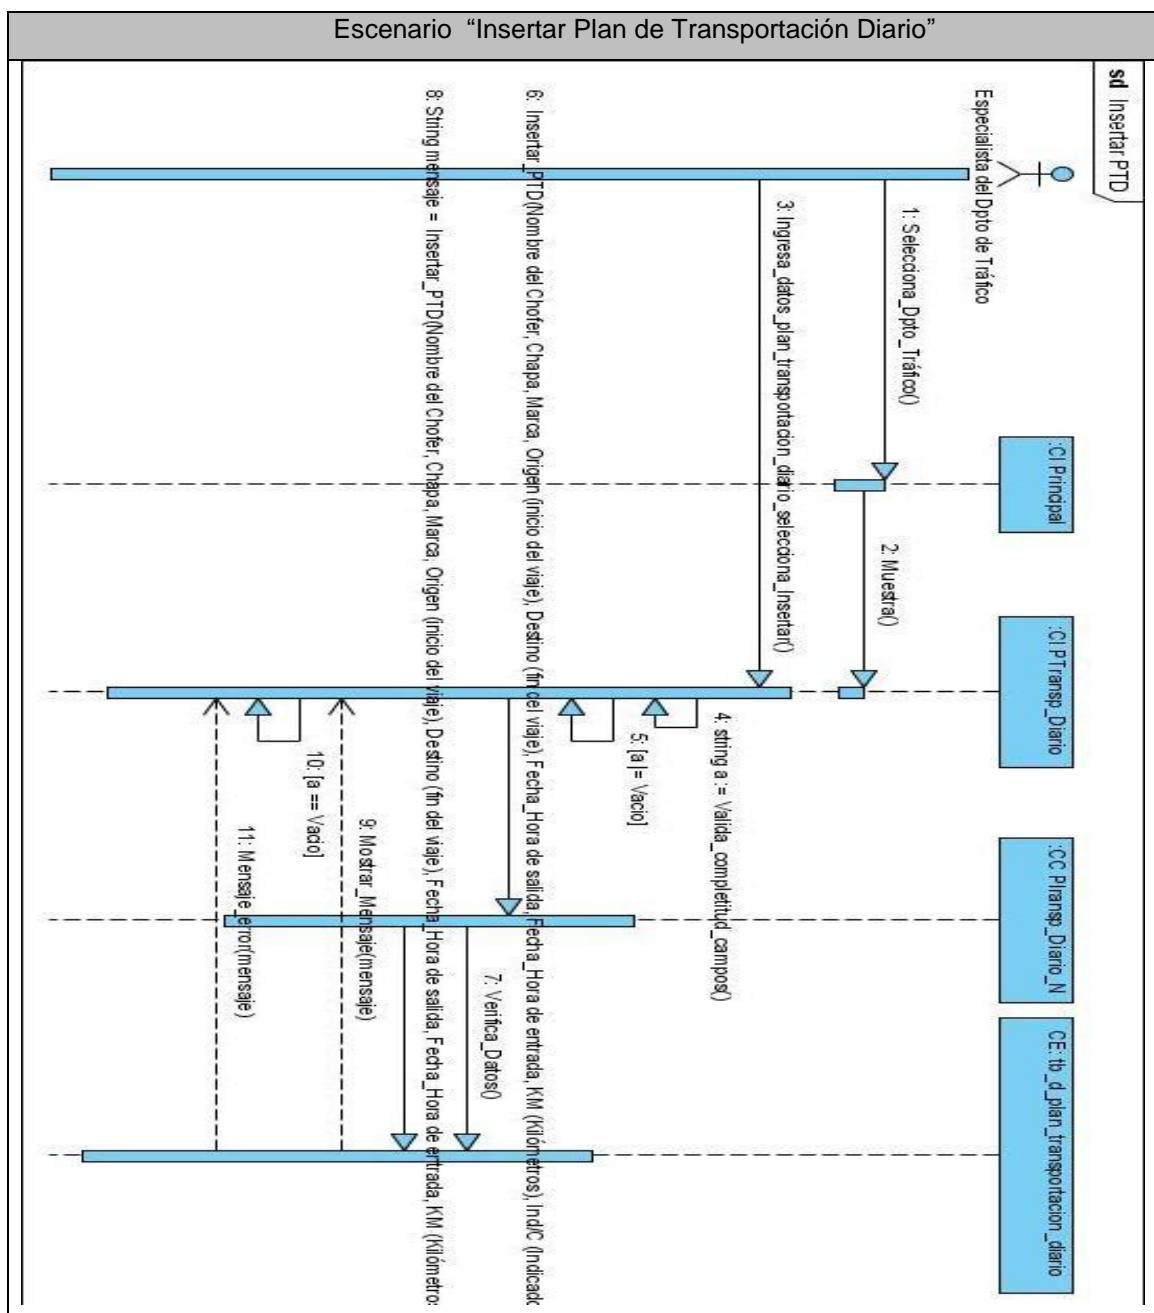 Escenario “Insertar Plan de Transportación Diario”
sd Insertar PTD
Especialista del Dpto de Tráfico
:CI Principal
:CI PTransp_Diario
:CC PTransp_Diario_N
CE: tb_d_plan_transportacion_diario
1: Selecciona_Dpto_Tráfico()
2: Muestra()
3: Ingresa_datos_plan_transportacion_diario_selecciona_Insertar()
4: string a := Valida_completitud_campos()
5: [a != Vacio]
6: Insertar_PTD(Nombre del Chofer, Chapa, Marca, Origen (inicio del viaje), Destino (fin del viaje), Fecha_Hora de salida, Fecha_Hora de entrada, KM (Kilómetros), Ind/C (Indicado
7: Verifica_Datos()
8: String mensaje = Insertar_PTD(Nombre del Chofer, Chapa, Marca, Origen (inicio del viaje), Destino (fin del viaje), Fecha_Hora de salida, Fecha_Hora de entrada, KM (Kilómetros
9: Mostrar_Mensaje(mensaje)
10: [a == Vacio]
11: Mensaje_error(mensaje)